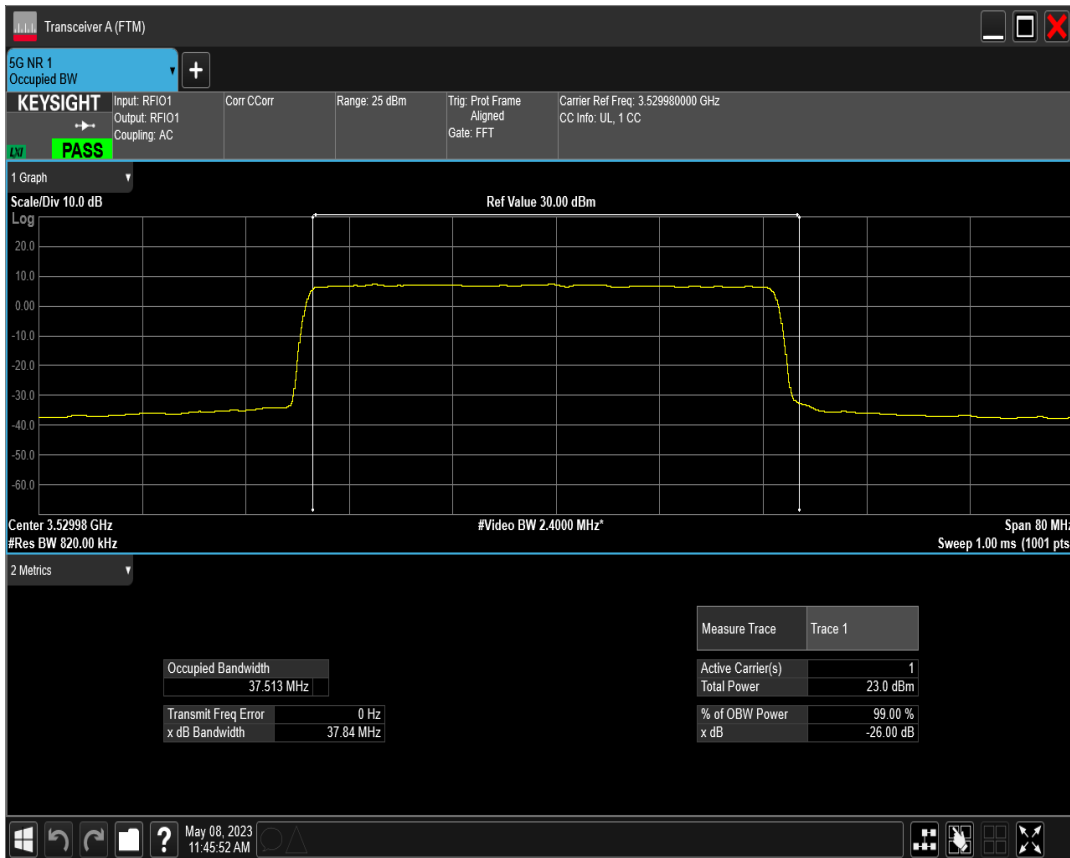 Transceiver A (FTM)
5G NR 1
Occupied BW
+
KEYSIGHT
LXI
PASS
Input: RFIO1
Output: RFIO1
Coupling: AC
Corr CCorr
Range: 25 dBm
Trig: Prot Frame
Aligned
Gate: FFT
Carrier Ref Freq: 3.529980000 GHz
CC Info: UL, 1 CC
1 Graph
Scale/Div 10.0 dB
Ref Value 30.00 dBm
Log
20.0
10.0
0.00
-10.0
-20.0
-30.0
-40.0
-50.0
-60.0
Center 3.52998 GHz
#Video BW 2.4000 MHz*
Span 80 MHz
#Res BW 820.00 kHz
Sweep 1.00 ms (1001 pts
2 Metrics
Measure Trace Trace 1
Occupied Bandwidth
37.513 MHz
Active Carrier(s) 1
Total Power 23.0 dBm
Transmit Freq Error 0 Hz
x dB Bandwidth 37.84 MHz
% of OBW Power 99.00 %
x dB -26.00 dB
?
May 08, 2023
11:45:52 AM